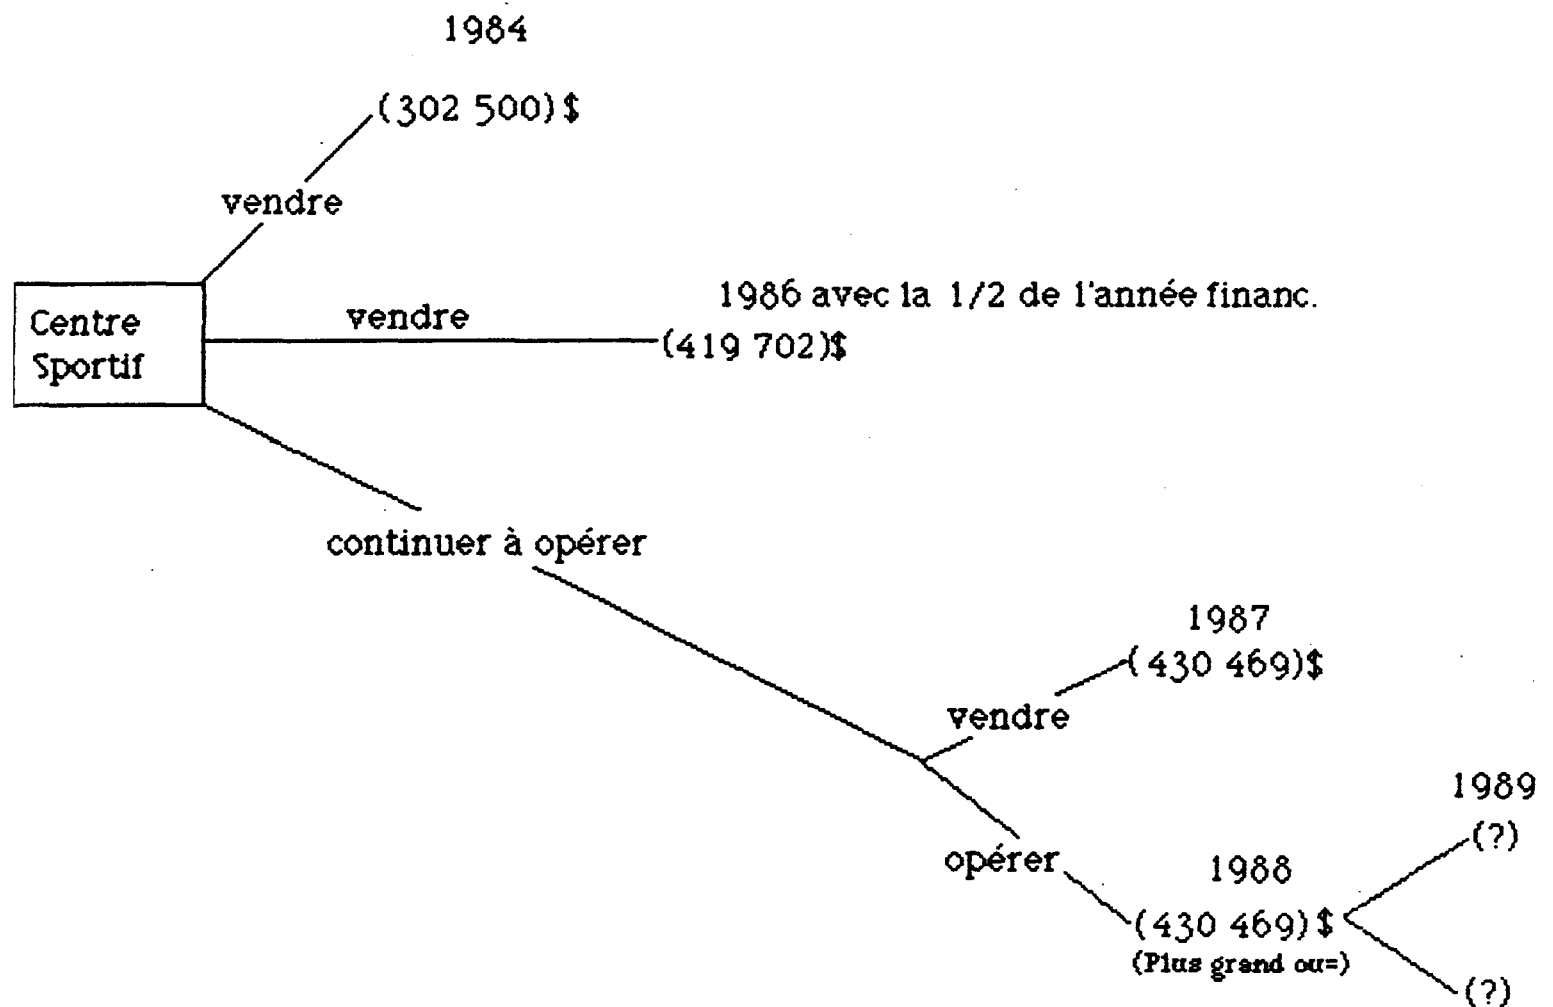 1984
(302 500)$
vendre
1986 avec la 1/2 de l'année financ.
Centre
Sportif
vendre
(419 702)$
continuer à opérer
1987
(430 469)$
vendre
1989
(?)
opérer
1988
(430 469)$
(Plus grand ou=)
(?)